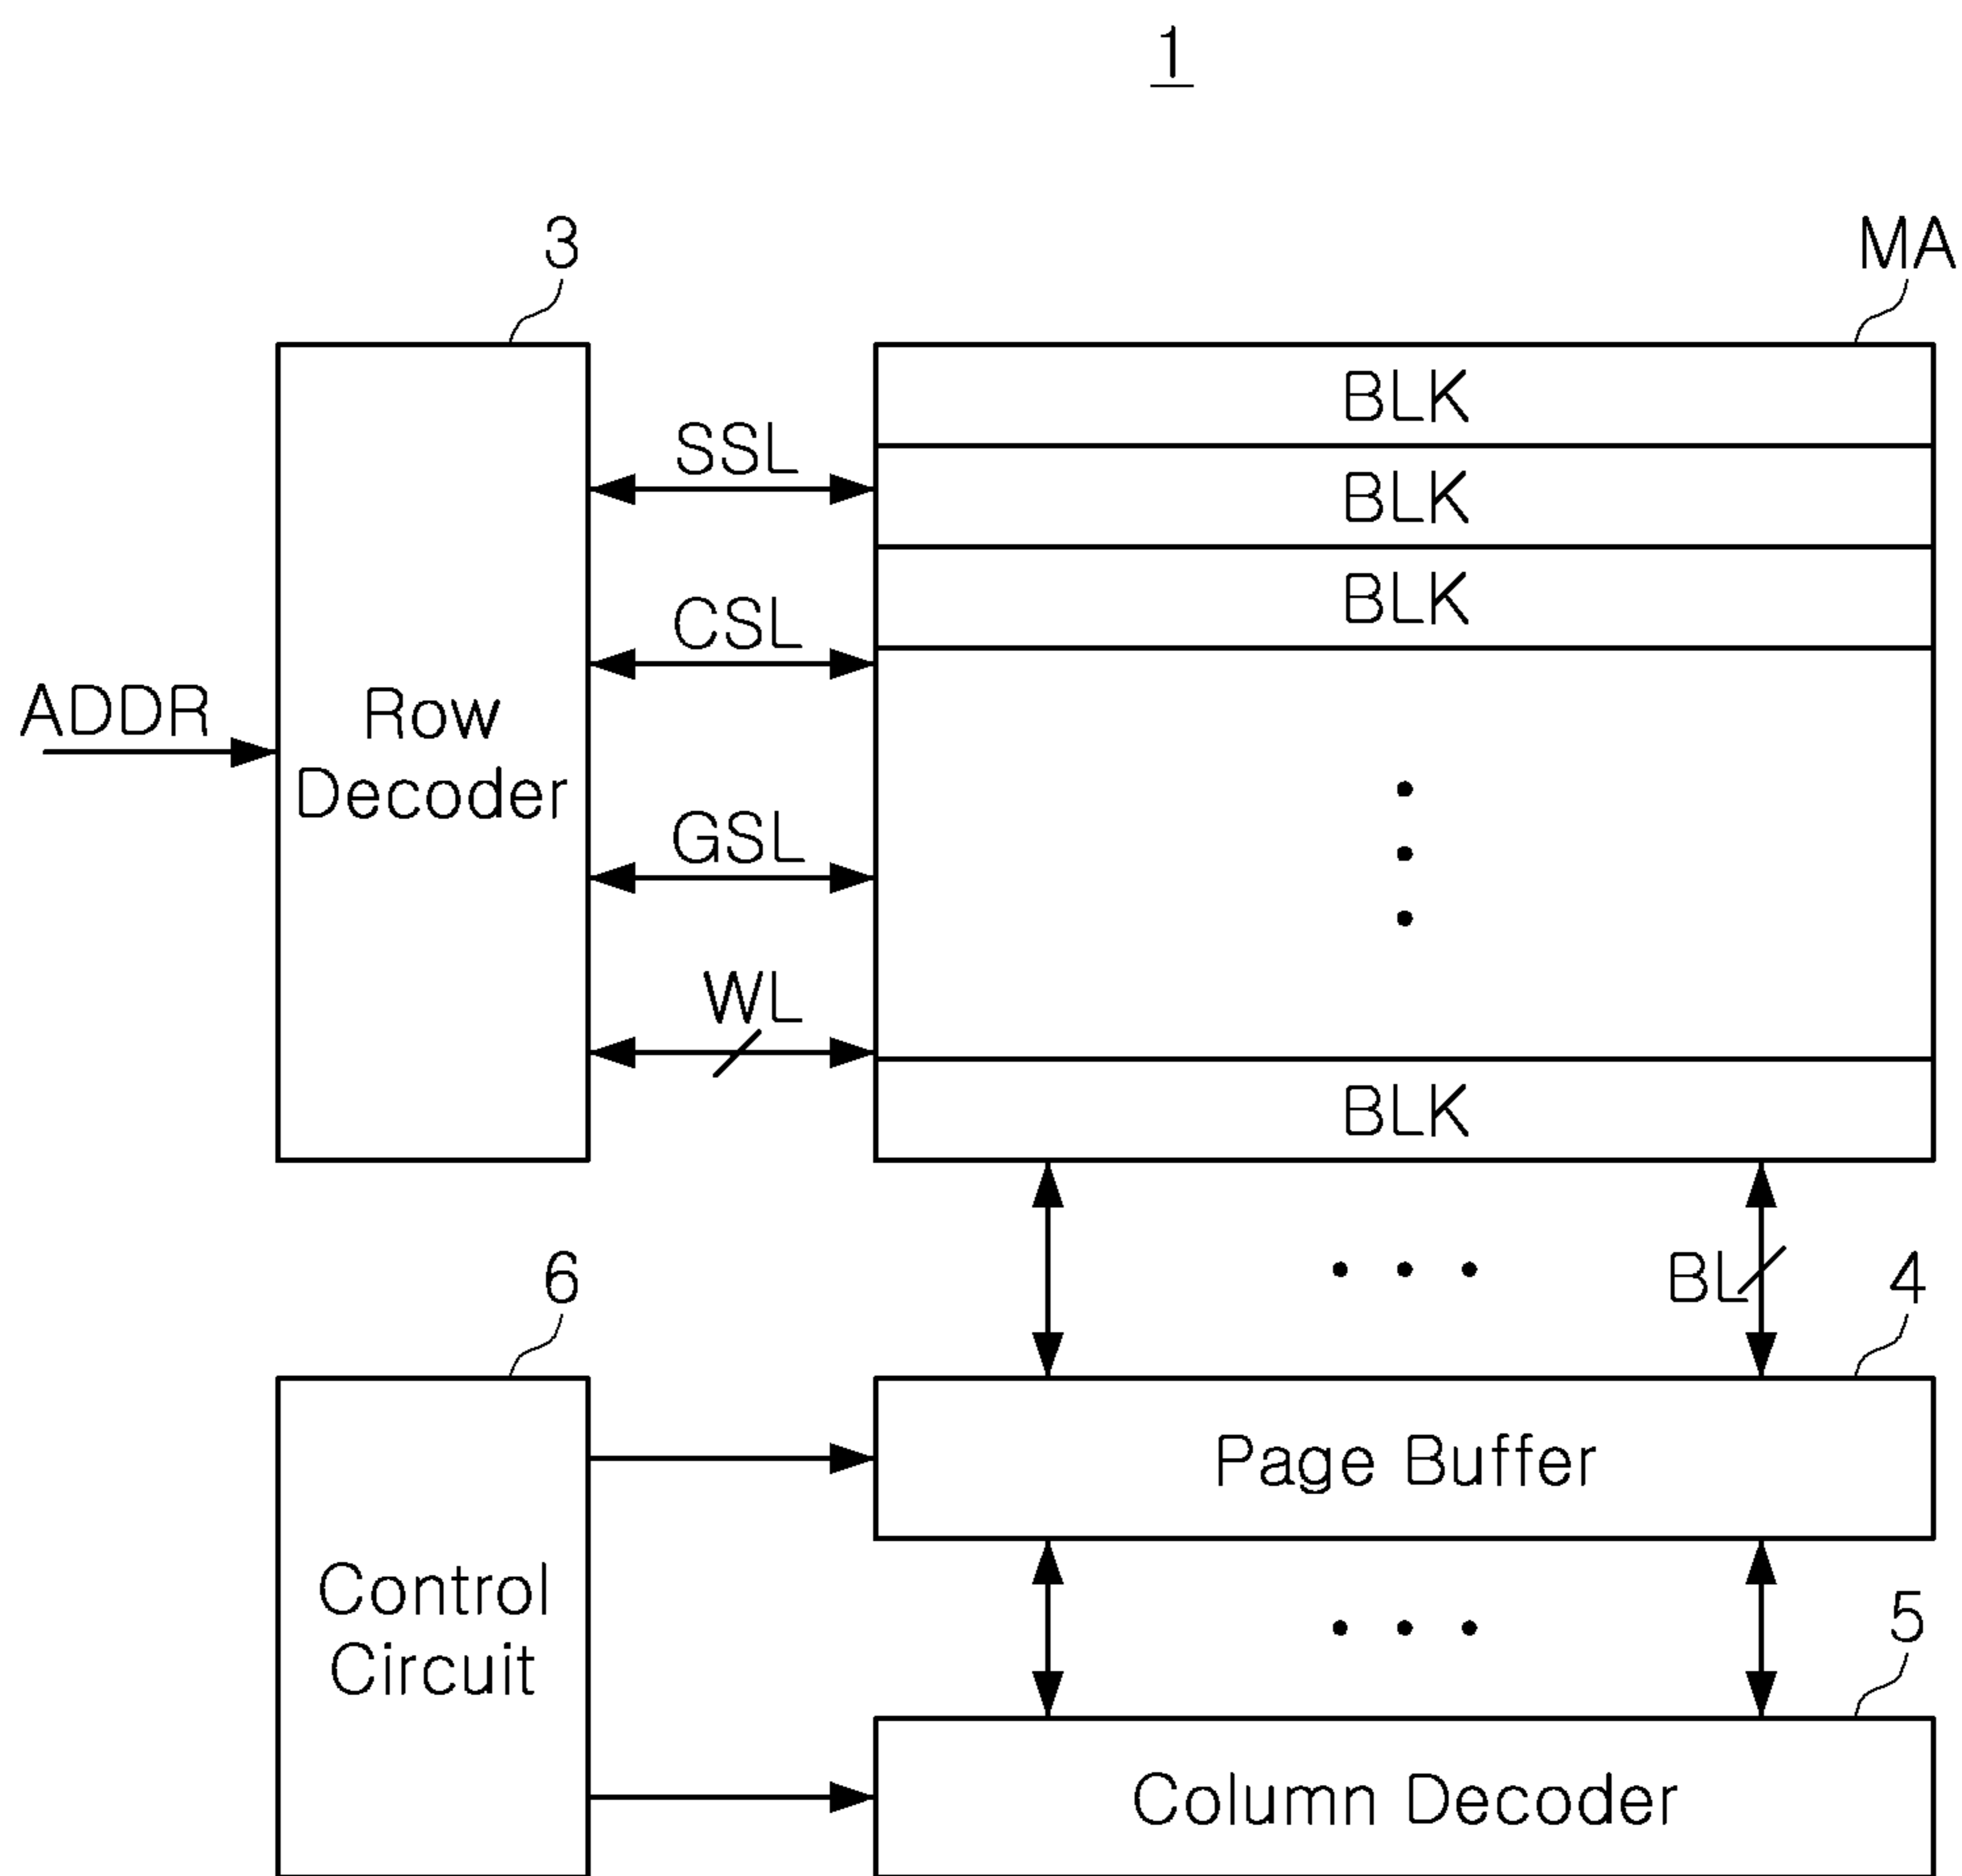 1
3
MA
BLK
SSL
BLK
CSL
BLK
ADDR
Row
Decoder
GSL
WL
BLK
6
BL
4
Page Buffer
Control
Circuit
5
Column Decoder